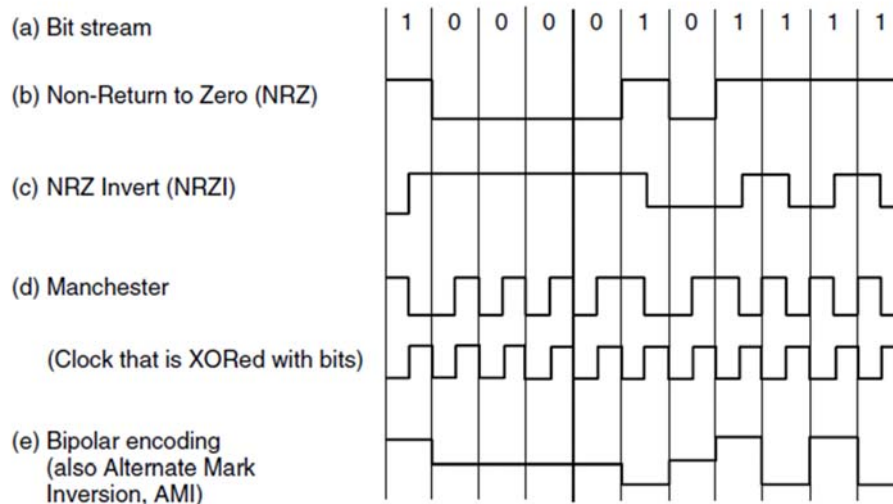 (a) Bit stream 1 0 0 0 0 1 0 1 1 1 1
(b) Non-Return to Zero (NRZ)
(c) NRZ Invert (NRZI)
(d) Manchester
(Clock that is XORed with bits)
(e) Bipolar encoding
(also Alternate Mark
Inversion, AMI)